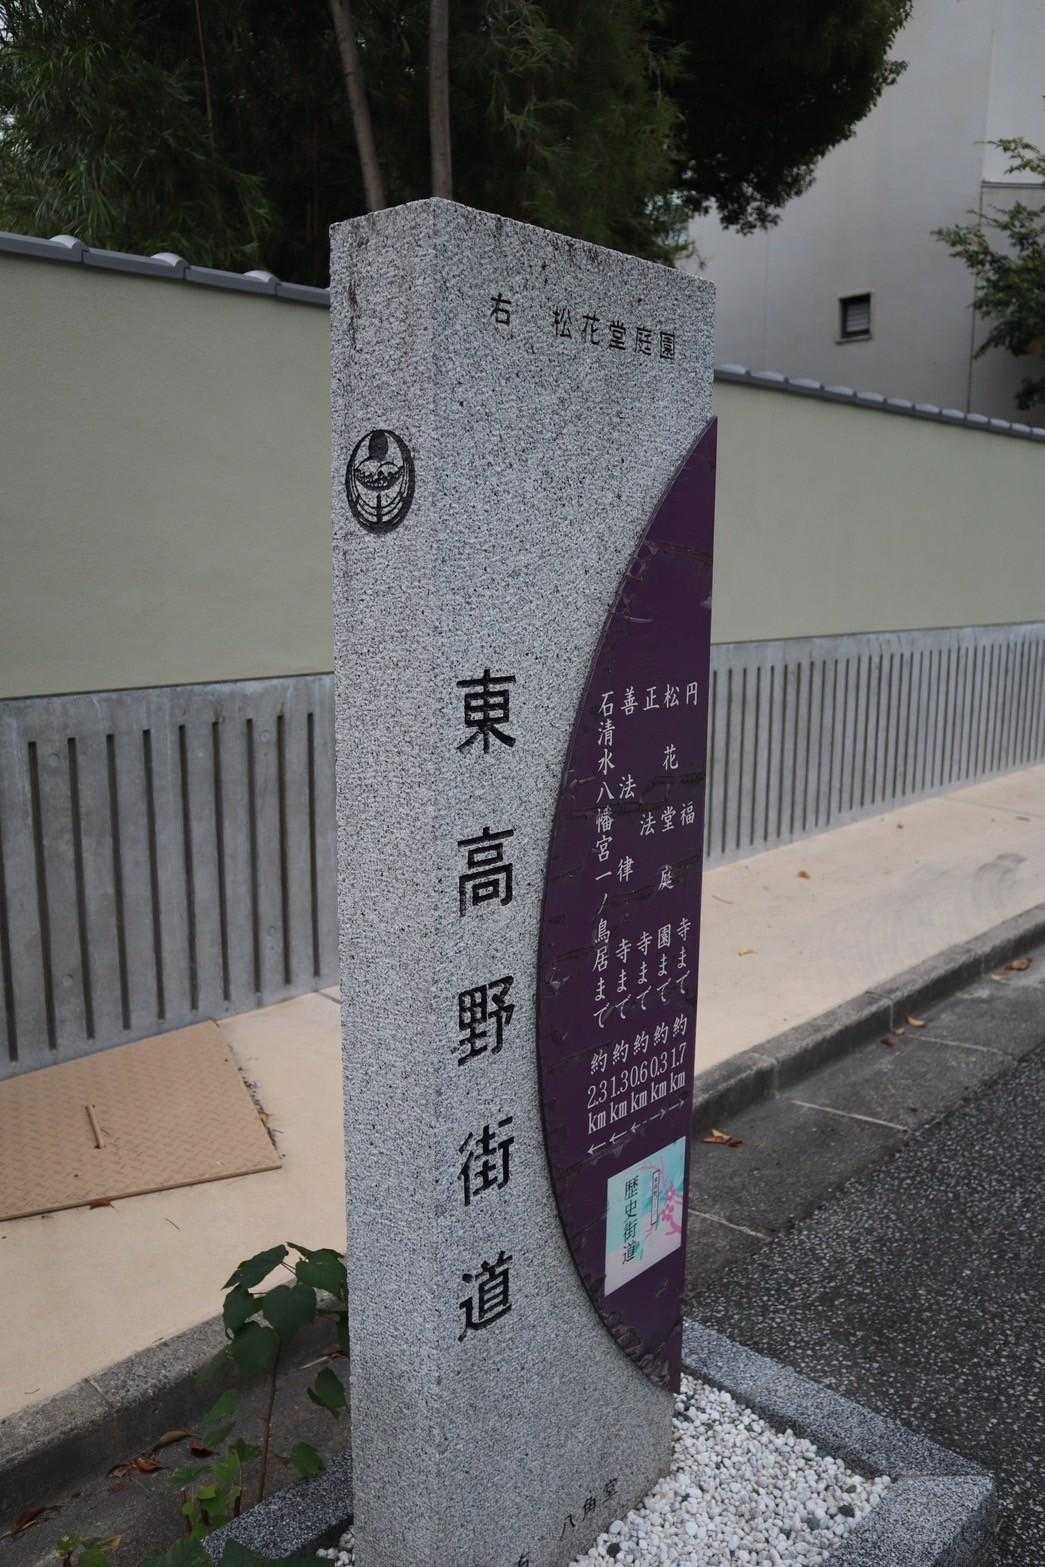 右 松花堂庭園
東高野街道
円福寺まで 約1.7km
松花堂庭園まで 約0.3km
正法寺まで 約0.6km
善法律寺まで 約1.3km
石清水八幡宮一ノ鳥居まで 約2.3km
歴史街道
八角堂